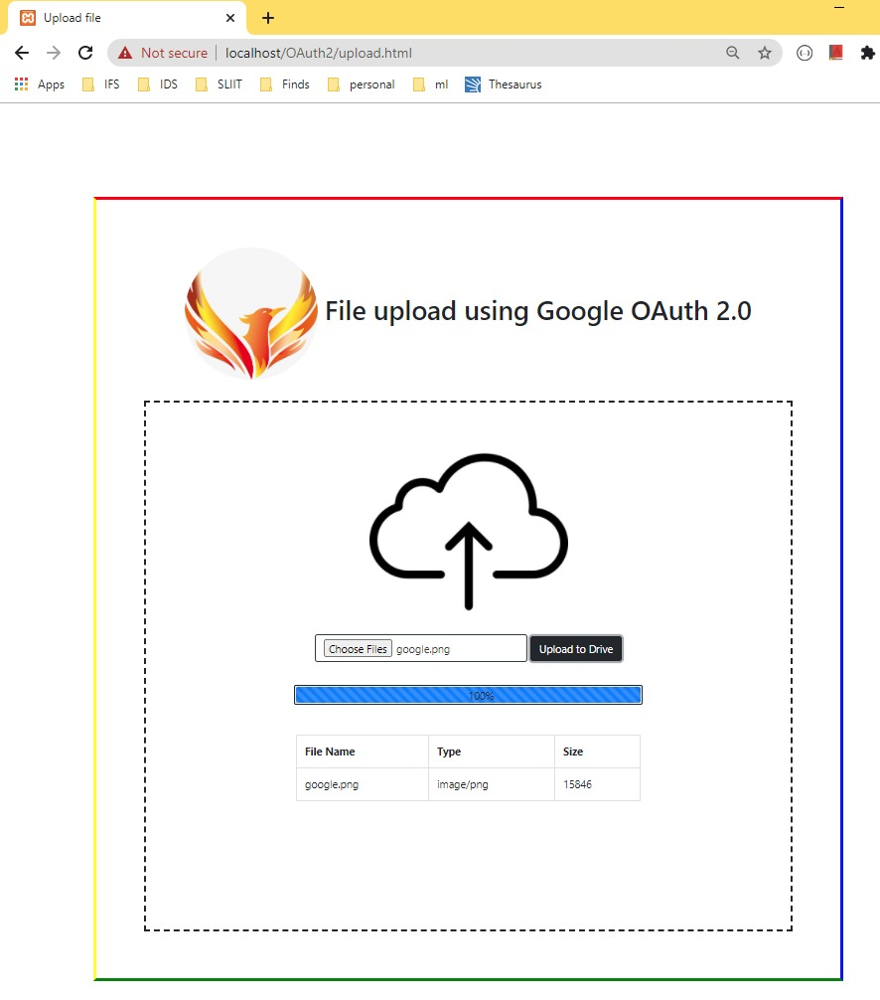 Upload file
Not secure | localhost/OAuth2/upload.html
Apps IFS IDS SLIIT Finds personal ml Thesaurus
File upload using Google OAuth 2.0
Choose Files google.png Upload to Drive
100%
File Name Type Size
google.png image/png 15846